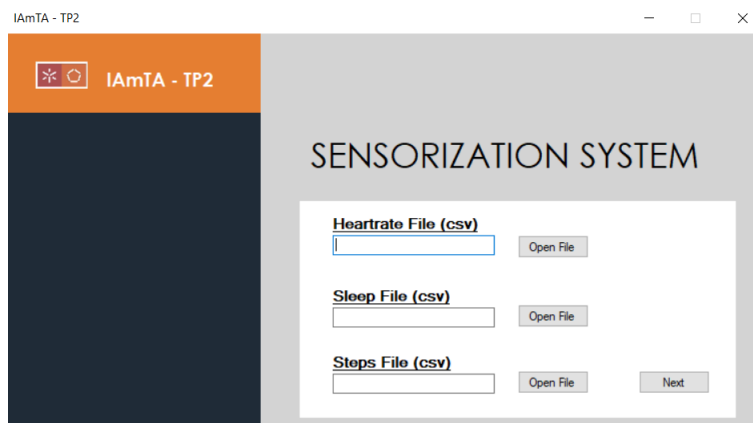 IAmTA - TP2
IAmTA - TP2
SENSORIZATION SYSTEM
Heartrate File (csv)
Open File
Sleep File (csv)
Open File
Steps File (csv)
Open File
Next